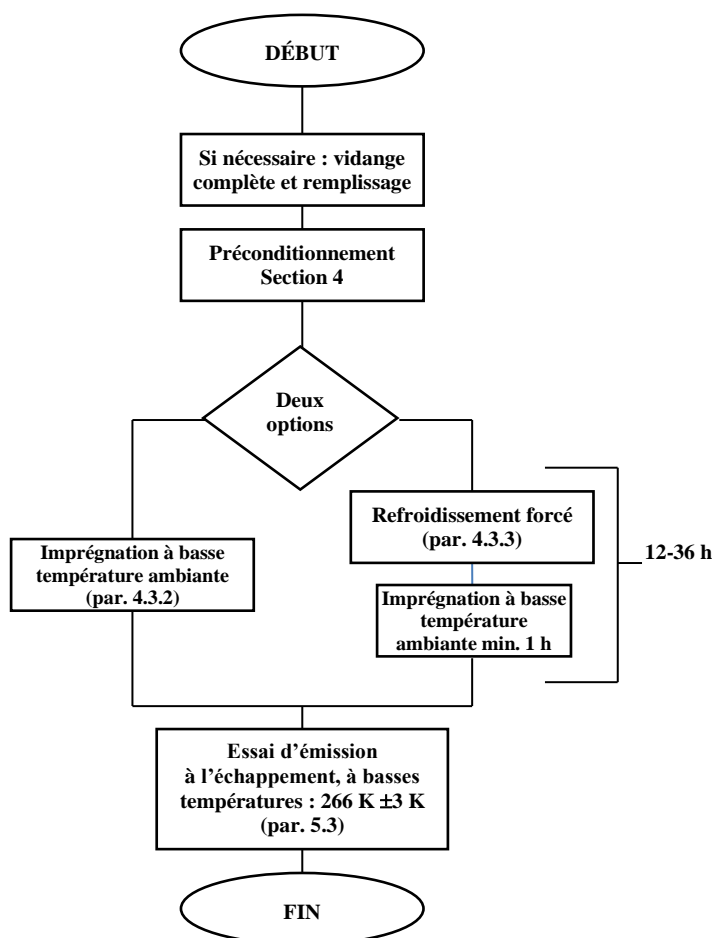 DÉBUT
Si nécessaire : vidange
complète et remplissage
Préconditionnement
Section 4
Deux
options
Imprégnation à basse
température ambiante
(par. 4.3.2)
Refroidissement forcé
(par. 4.3.3)
Imprégnation à basse
température
ambiante min. 1 h
12-36 h
Essai d’émission
à l’échappement, à basses
températures : 266 K ±3 K
(par. 5.3)
FIN